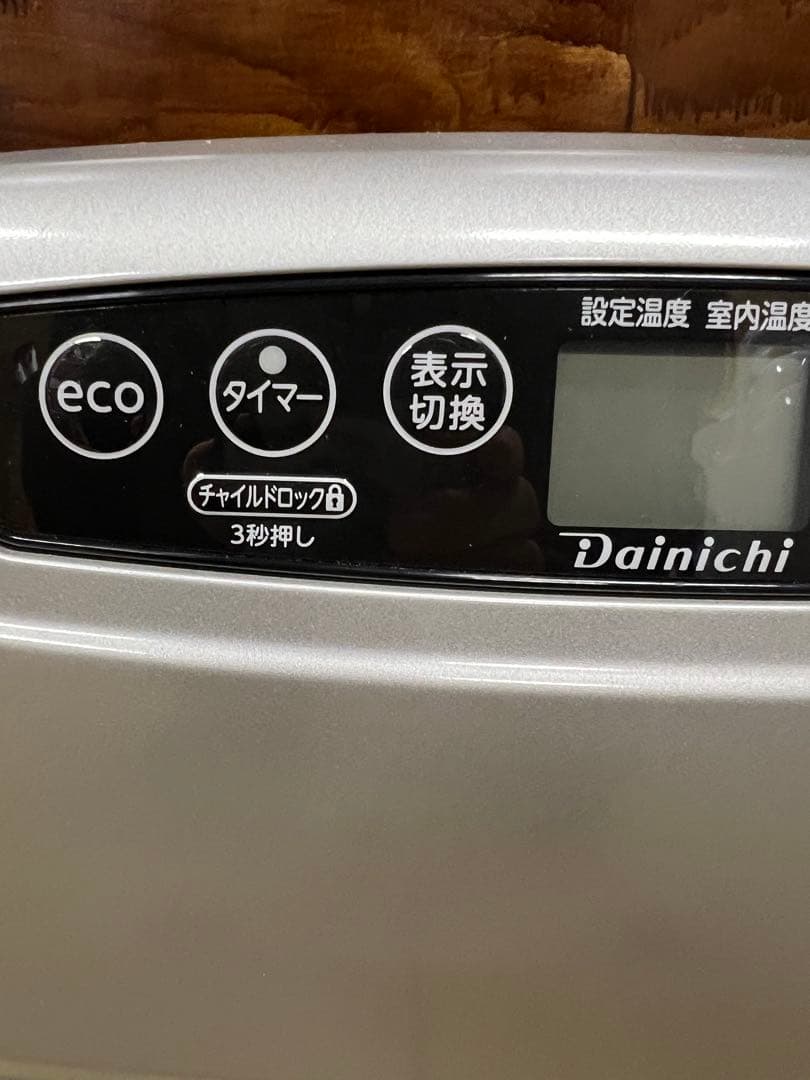 設定温度 室内温度
eco
タイマー
表示
切換
チャイルドロック
3秒押し
Dainichi